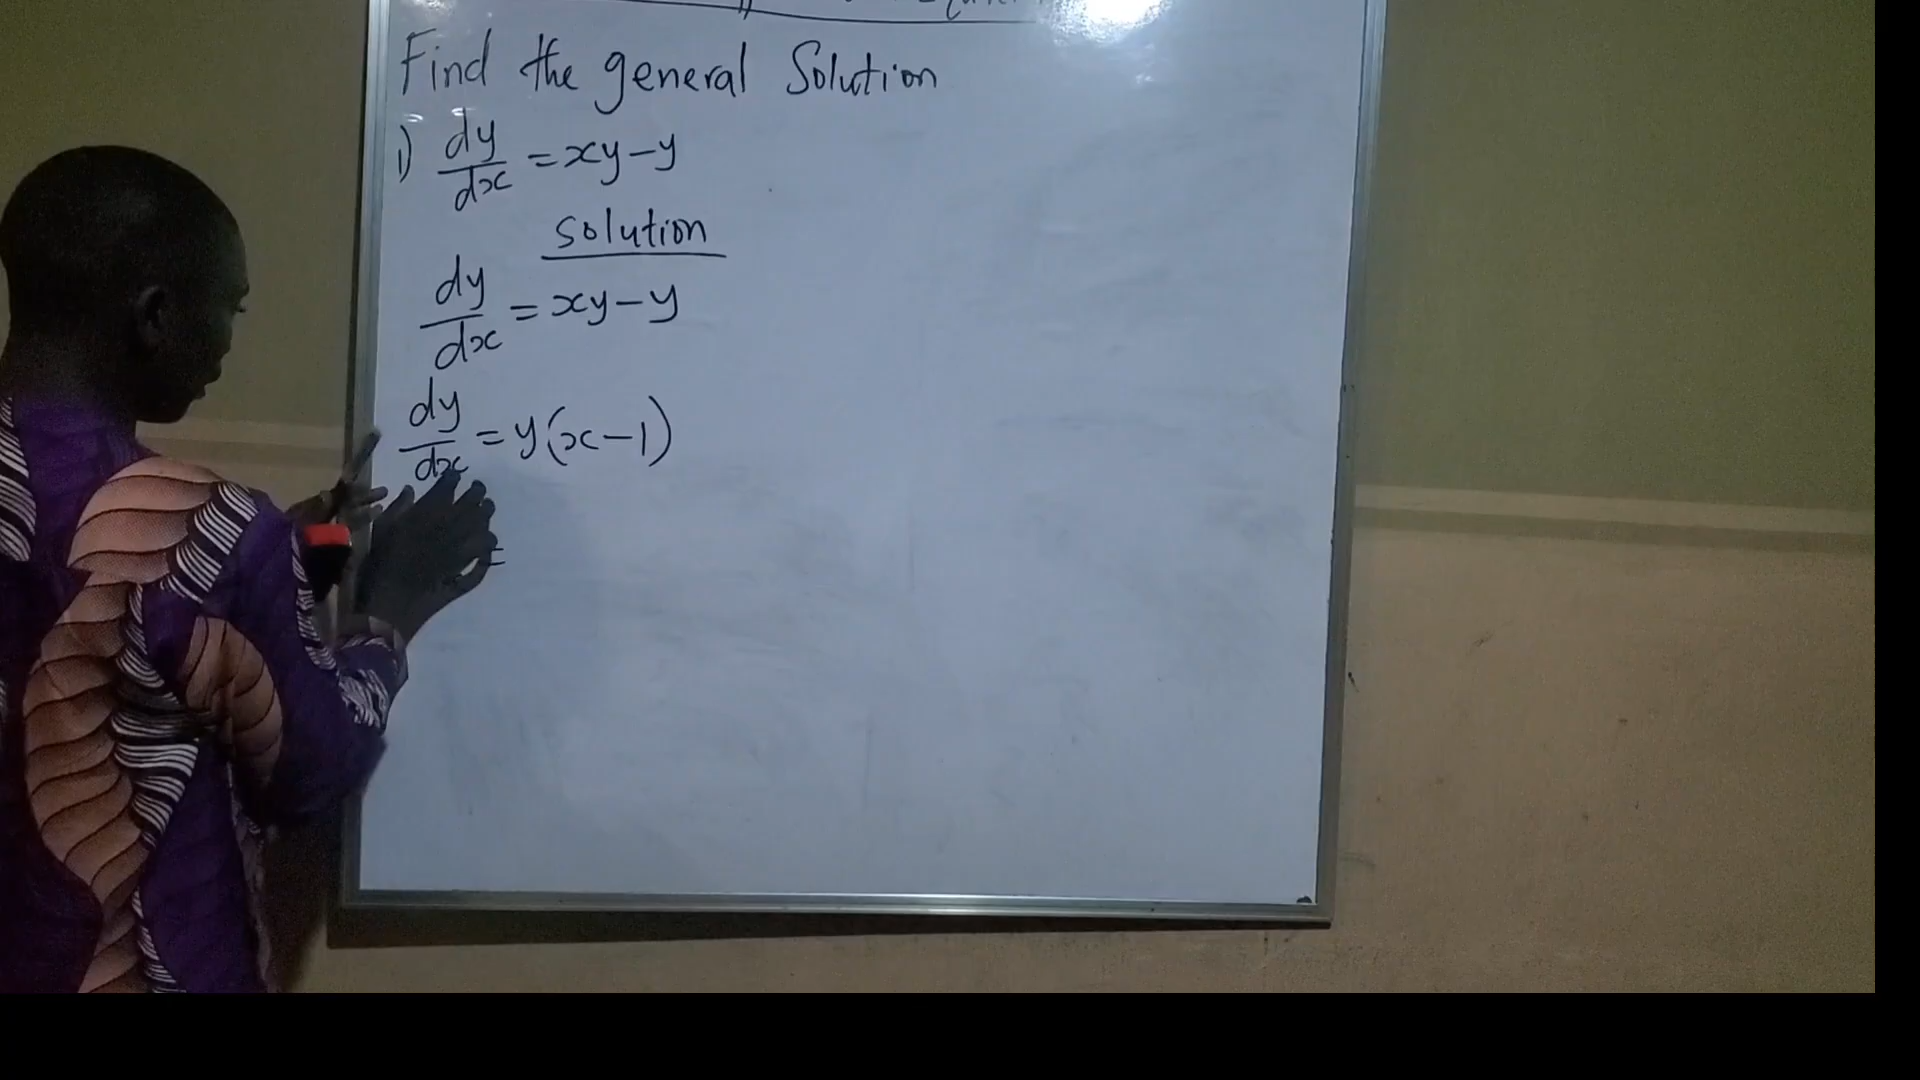 Find the general Solution
1) dy/dx = xy - y
Solution
dy/dx = xy - y
dy/dx = y(x - 1)
=